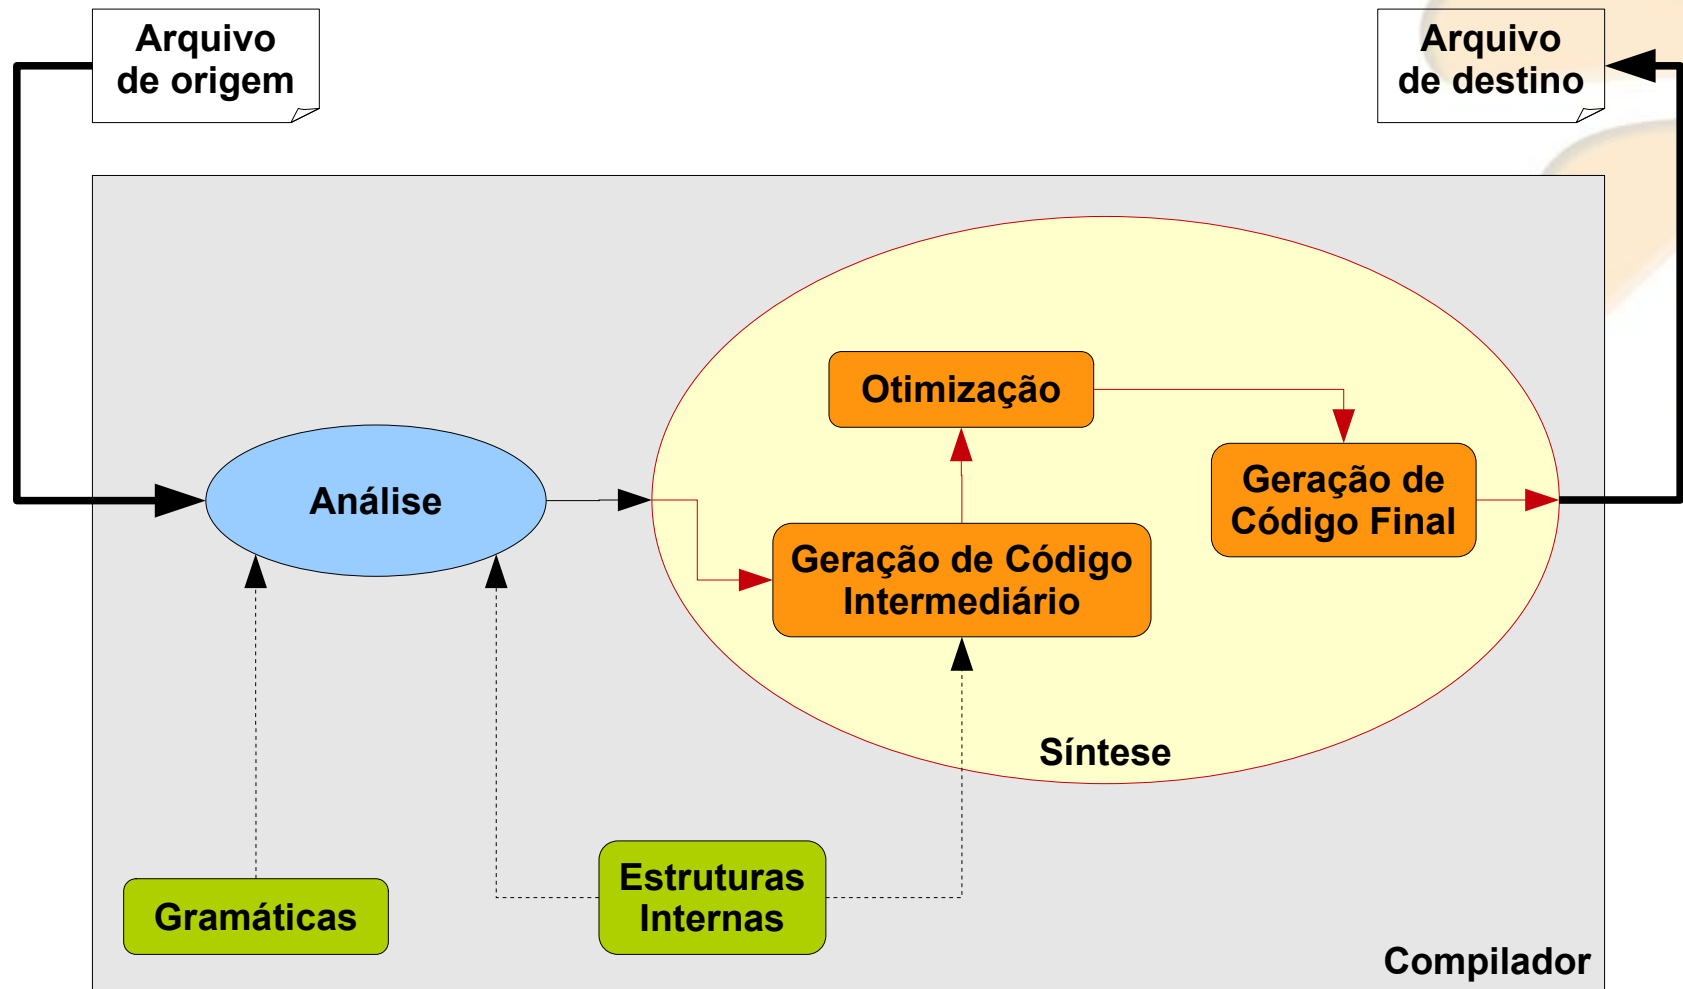 Arquivo
de origem
Arquivo
de destino
Otimização
Geração de
Código Final
Análise
Geração de Código
Intermediário
Síntese
Estruturas
Internas
Gramáticas
Compilador